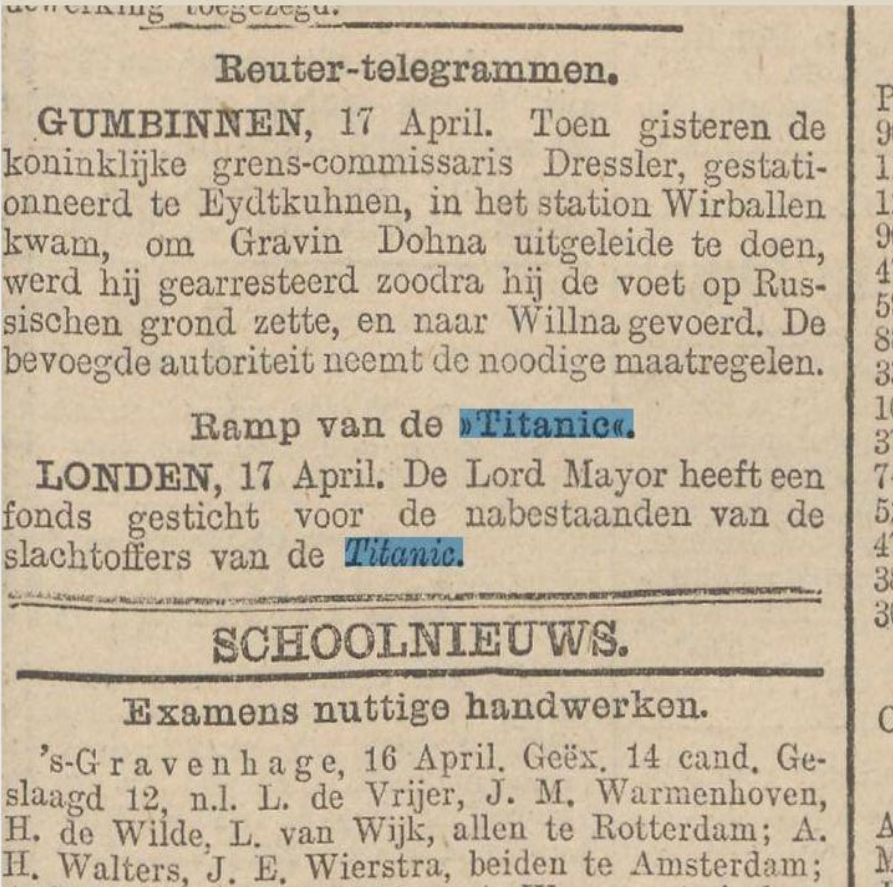 toegezegd.
Reuter-telegrammen.
GUMBINNEN, 17 April. Toen gisteren de
koninklijke grens-commissaris Dressler, gestati-
onneerd te Eydtkuhnen, in het station Wirballen
kwam, om Gravin Dohna uitgeleide te doen,
werd hij gearresteerd zoodra hij de voet op Rus-
sischen grond zette, en naar Willna gevoerd. De
bevoegde autoriteit neemt de noodige maatregelen.
Ramp van de »Titanic«.
LONDEN, 17 April. De Lord Mayor heeft een
fonds gesticht voor de nabestaanden van de
slachtoffers van de Titanic.
SCHOOLNIEUWS.
Examens nuttige handwerken.
's-Gravenhage, 16 April. Geëx. 14 cand. Ge-
slaagd 12, n.l. L. de Vrijer, J. M. Warmenhoven,
H. de Wilde, L. van Wijk, allen te Rotterdam; A.
H. Walters, J. E. Wierstra, beiden te Amsterdam;